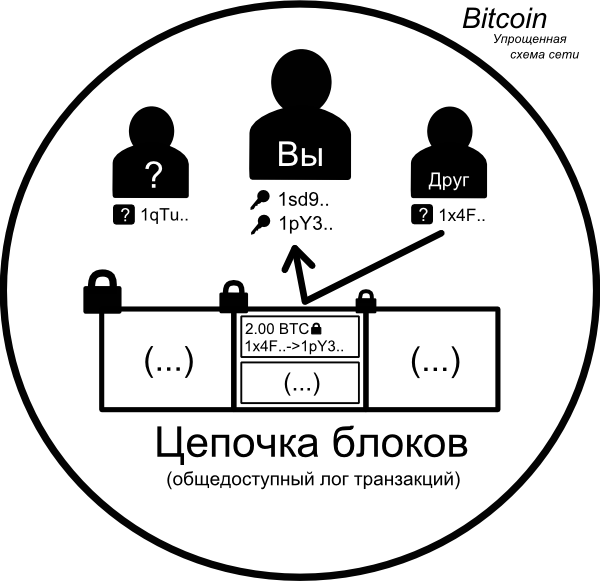 Bitcoin
Упрощенная
схема сети
?
Вы
Друг
? 1qTu..
1sd9..
1pY3..
? 1x4F..
(...)
2.00 BTC
1x4F..->1pY3..
(...)
(...)
Цепочка блоков
(общедоступный лог транзакций)